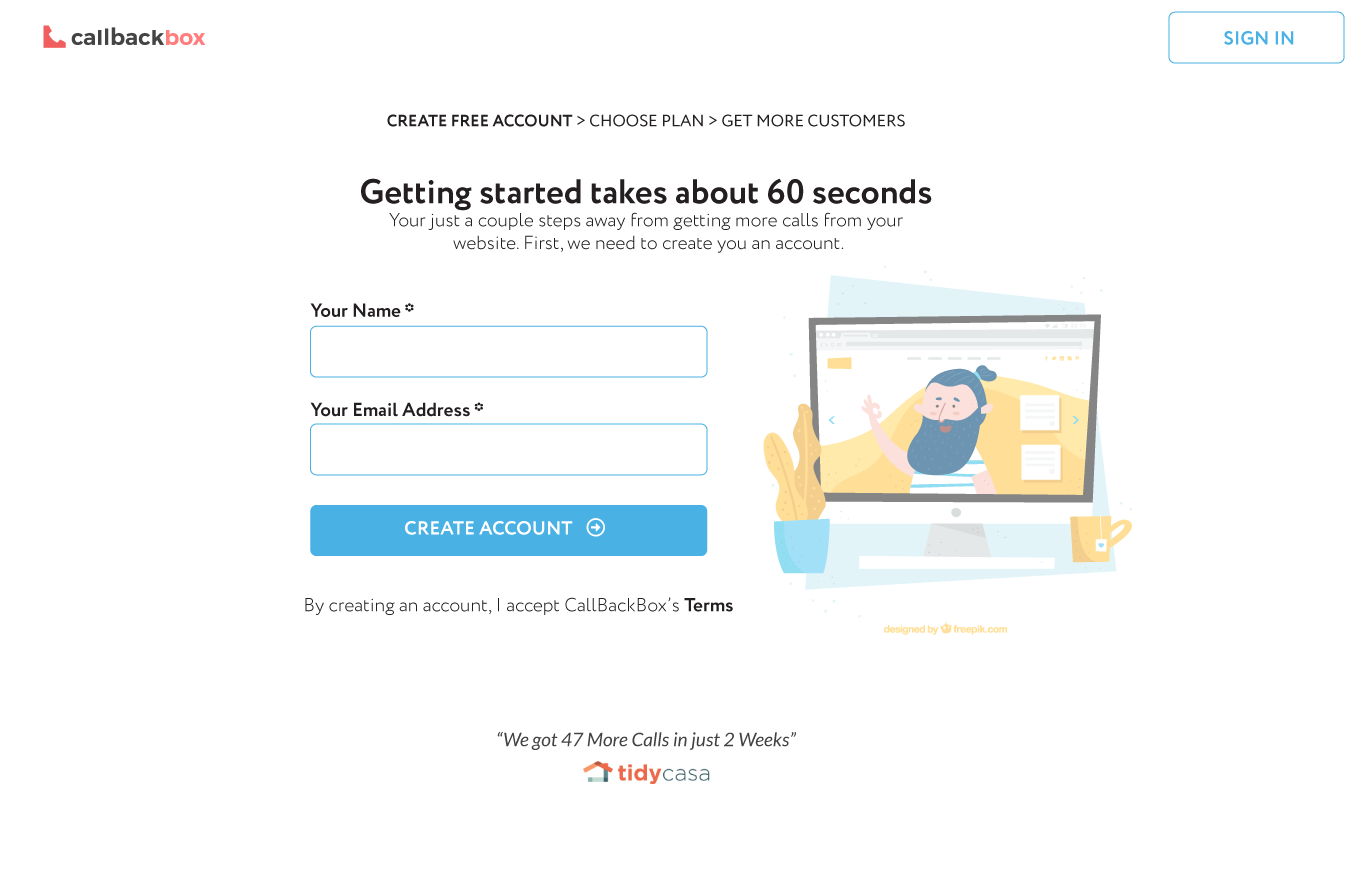 callbackbox
SIGN IN
CREATE FREE ACCOUNT > CHOOSE PLAN > GET MORE CUSTOMERS
Getting started takes about 60 seconds
Your just a couple steps away from getting more calls from your
website. First, we need to create you an account.
Your Name *
Your Email Address *
CREATE ACCOUNT
By creating an account, I accept CallBackBox’s Terms
designed by freepik.com
“We got 47 More Calls in just 2 Weeks”
tidycasa